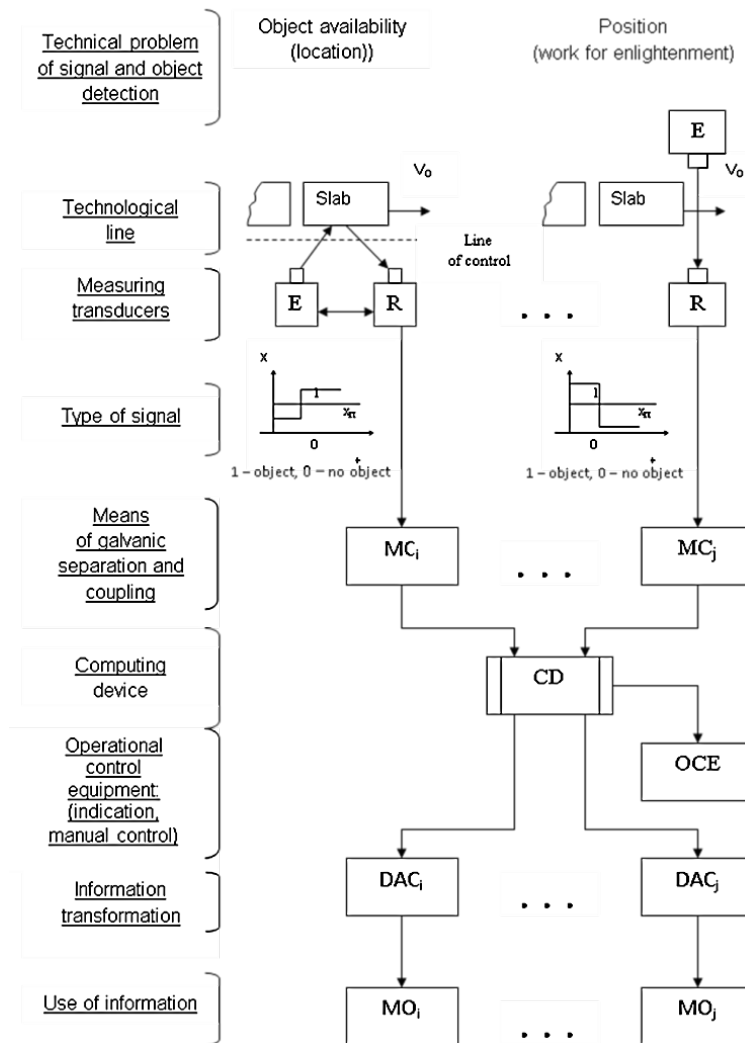 Technical problem
of signal and object
detection
Object availability
(location))
Position
(work for enlightenment)
E
Technological
line
Slab
V₀
Slab
V₀
Line
of control
Measuring
transducers
E
R
. . .
R
Type of signal
X
1
xπ
0
1 – object, 0 – no object
X
1
xπ
0
1 – object, 0 – no object
Means
of galvanic
separation and
coupling
MCᵢ
. . .
MCⱼ
Computing
device
CD
Operational
control
equipment:
(indication,
manual control)
OCE
Information
transformation
DACᵢ
. . .
DACⱼ
Use of information
MOᵢ
. . .
MOⱼ